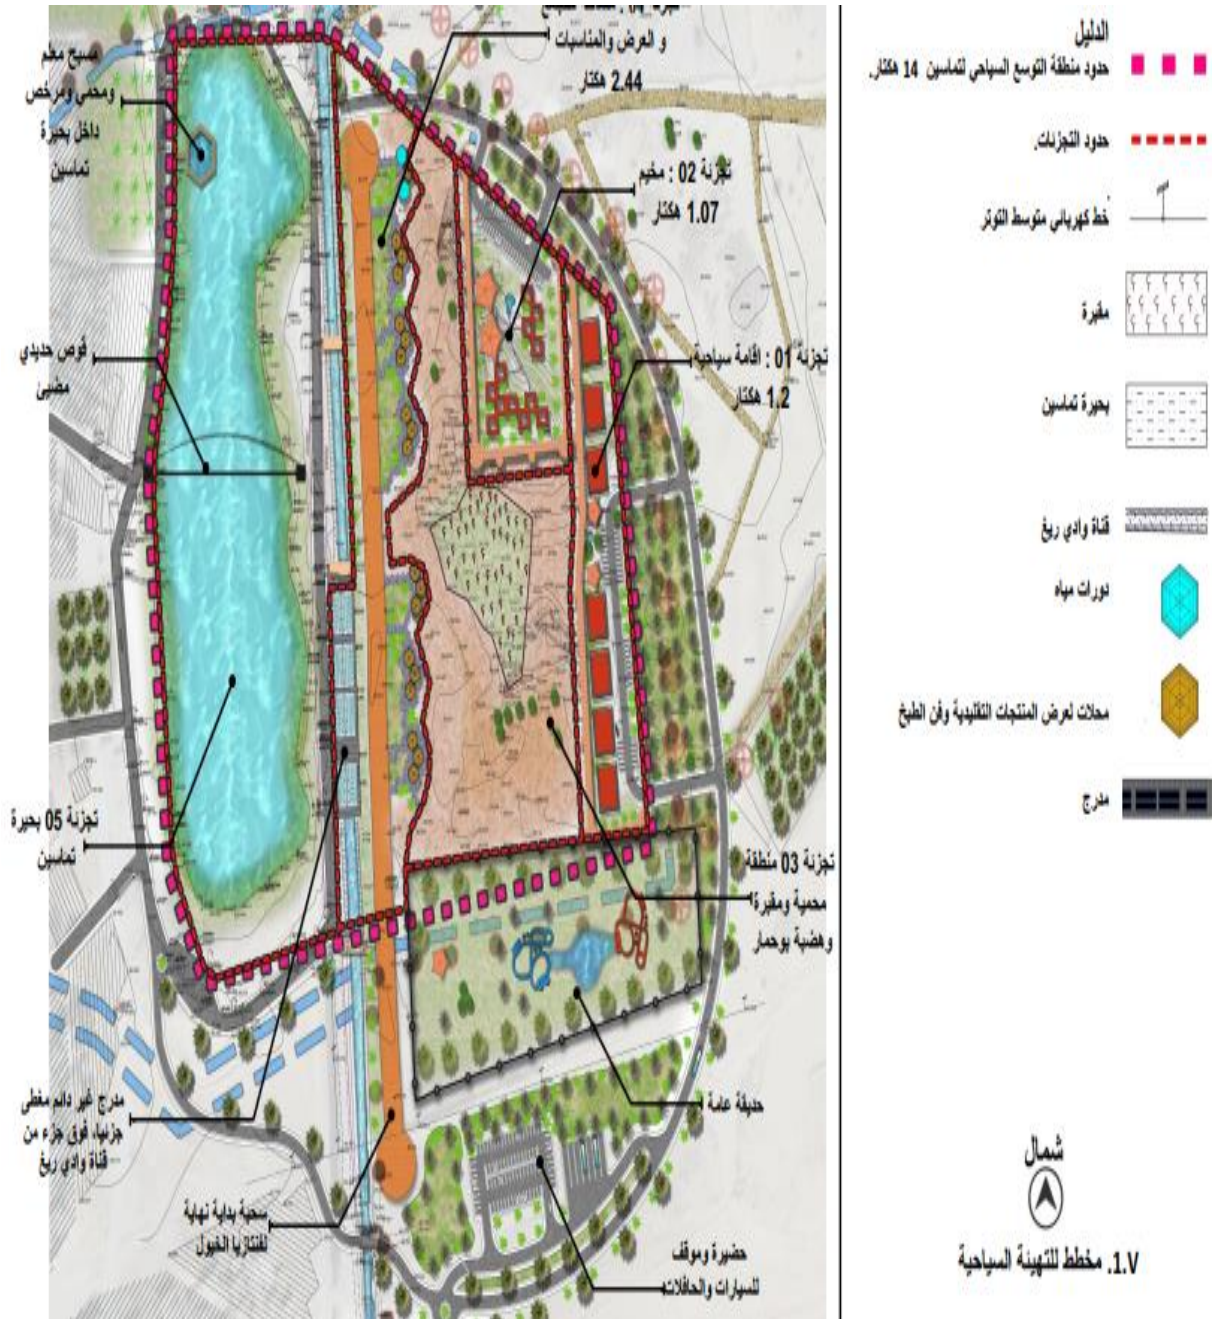 و العرض والمناسبات
2.44 هكتار
مسبح معلم
ومحمي ومرخص
داخل بحيرة
تماسين
تجزئة 02 : مخيم
1.07 هكتار
قوص حديدي
مضيئ
تجزئة 01 : اقامة سياحية
1.2 هكتار
تجزئة 05 بحيرة
تماسين
تجزئة 03 منطقة
محمية ومقبرة
وهضبة بوحمار
مدرج غير دائم مغطى
جزئيا، فوق جزء من
قناة وادي ريغ
حديقة عامة
بداية نهاية
لفنتازيا الخيول
حضيرة وموقف
للسيارات والحافلات
الدليل
حدود منطقة التوسع السياحي لتماسين 14 هكتار.
حدود التجزئات.
خط كهربائي متوسط التوتر
مقبرة
بحيرة تماسين
قناة وادي ريغ
دورات مياه
محلات لعرض المنتجات التقليدية وفن الطبخ
مدرج
شمال
1.V. مخطط للتهيئة السياحية